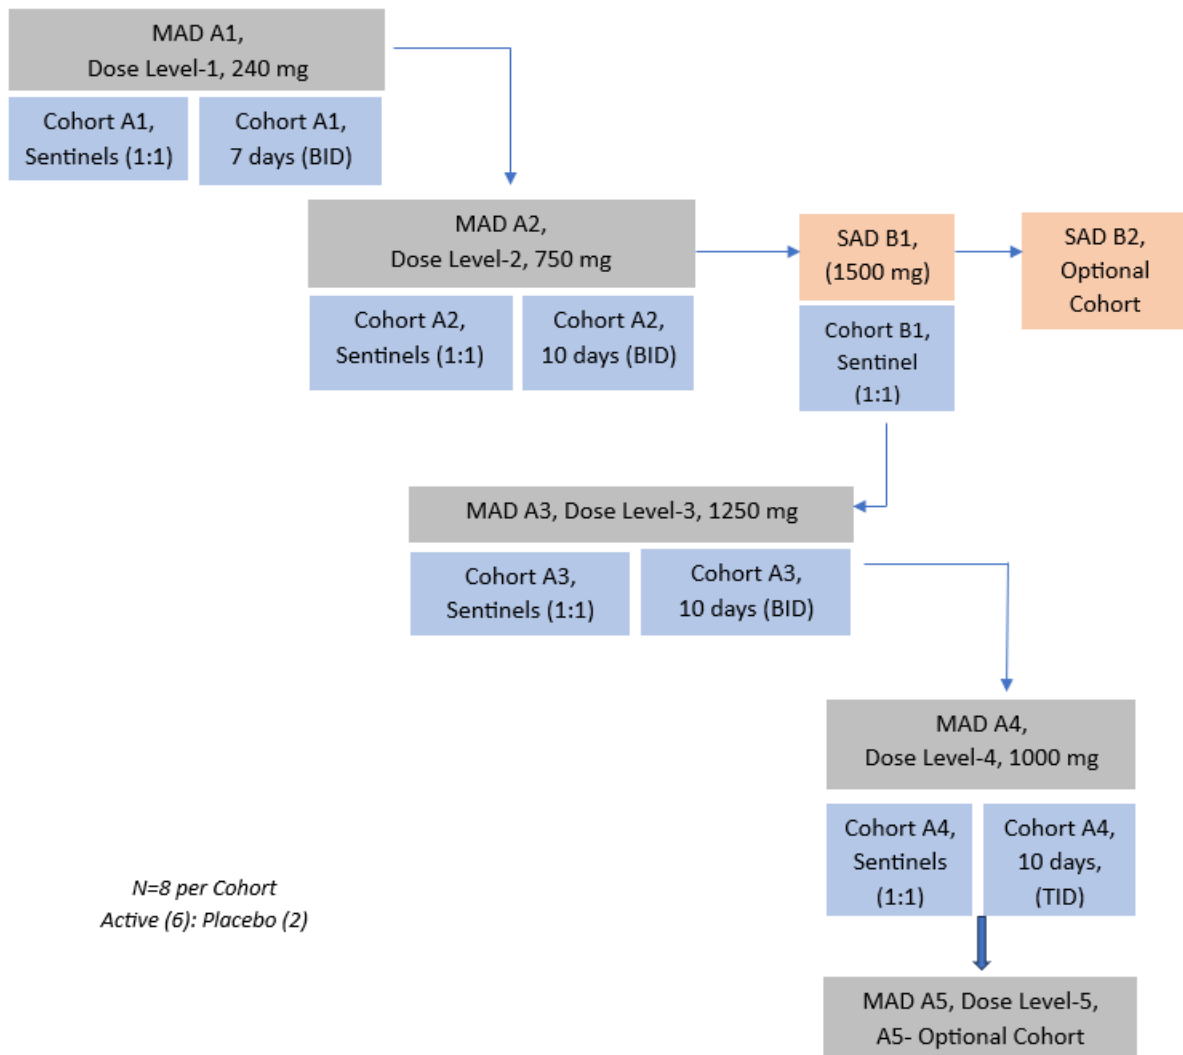 MAD A1,
Dose Level-1, 240 mg
Cohort A1,
Sentinels (1:1)
Cohort A1,
7 days (BID)
MAD A2,
Dose Level-2, 750 mg
Cohort A2,
Sentinels (1:1)
Cohort A2,
10 days (BID)
SAD B1,
(1500 mg)
Cohort B1,
Sentinel
(1:1)
SAD B2,
Optional
Cohort
MAD A3, Dose Level-3, 1250 mg
Cohort A3,
Sentinels (1:1)
Cohort A3,
10 days (BID)
MAD A4,
Dose Level-4, 1000 mg
Cohort A4,
Sentinels
(1:1)
Cohort A4,
10 days,
(TID)
N=8 per Cohort
Active (6): Placebo (2)
MAD A5, Dose Level-5,
A5- Optional Cohort